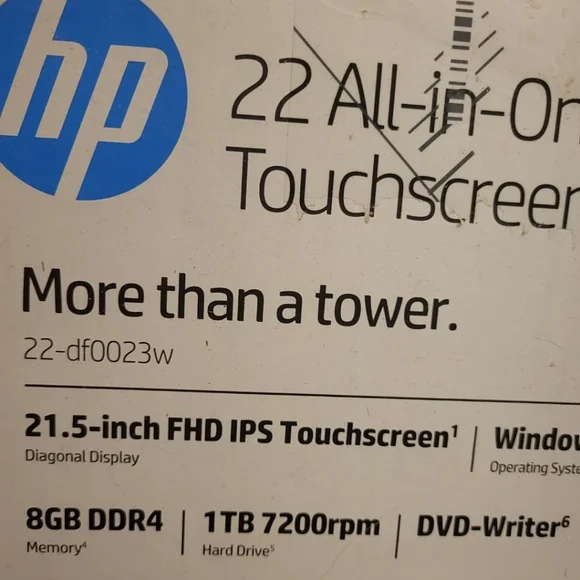 hp
22 All-in-On
Touchscreen
More than a tower.
22-df0023w
21.5-inch FHD IPS Touchscreen¹ | Window
Diagonal Display Operating Syste
8GB DDR4 | 1TB 7200rpm | DVD-Writer⁶
Memory⁴ Hard Drive⁵